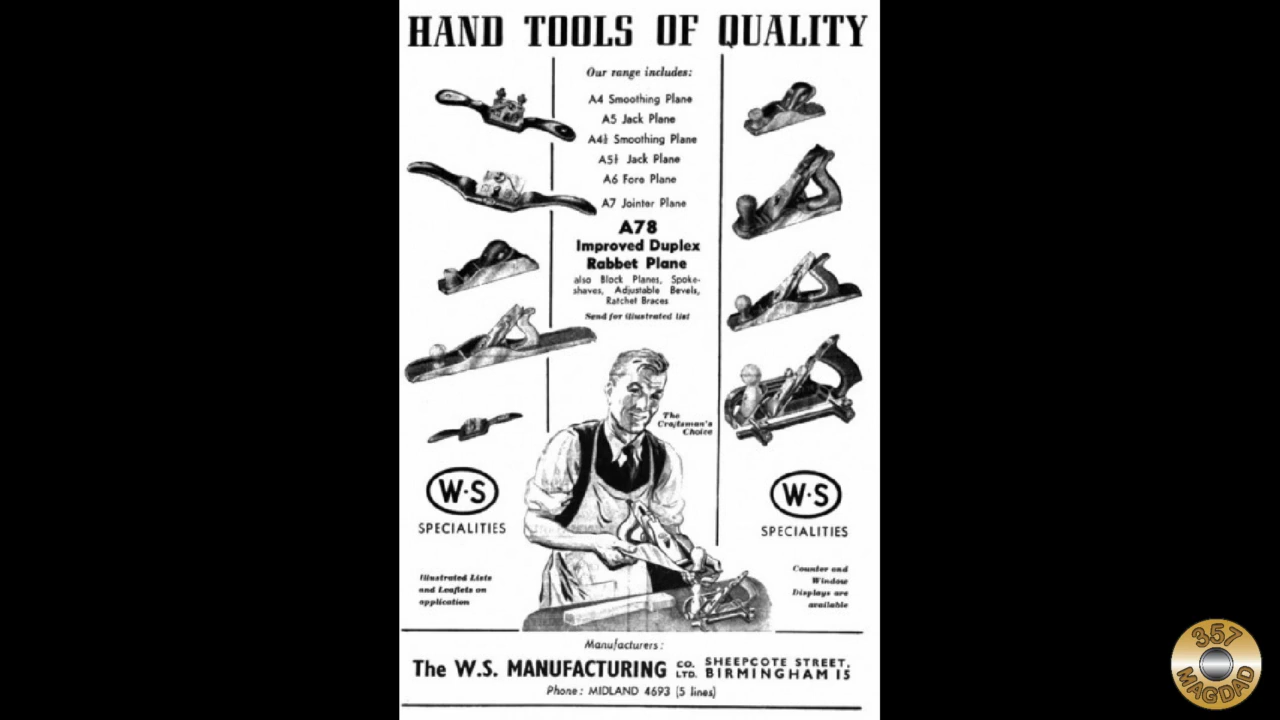 HAND TOOLS OF QUALITY
Our range includes:
A4 Smoothing Plane
A5 Jack Plane
A4½ Smoothing Plane
A5½ Jack Plane
A6 Fore Plane
A7 Jointer Plane
A78
Improved Duplex
Rabbet Plane
also Block Planes, Spoke-
shaves, Adjustable Bevels,
Ratchet Braces
Send for illustrated list
The
Craftsman's
Choice
W·S
SPECIALITIES
W·S
SPECIALITIES
Illustrated Lists
and Leaflets on
application
Counter and
Window
Displays are
available
Manufacturers:
The W.S. MANUFACTURING CO. LTD. SHEEPCOTE STREET,
BIRMINGHAM 15
Phone: MIDLAND 4693 (5 lines)
357
MAGDAD